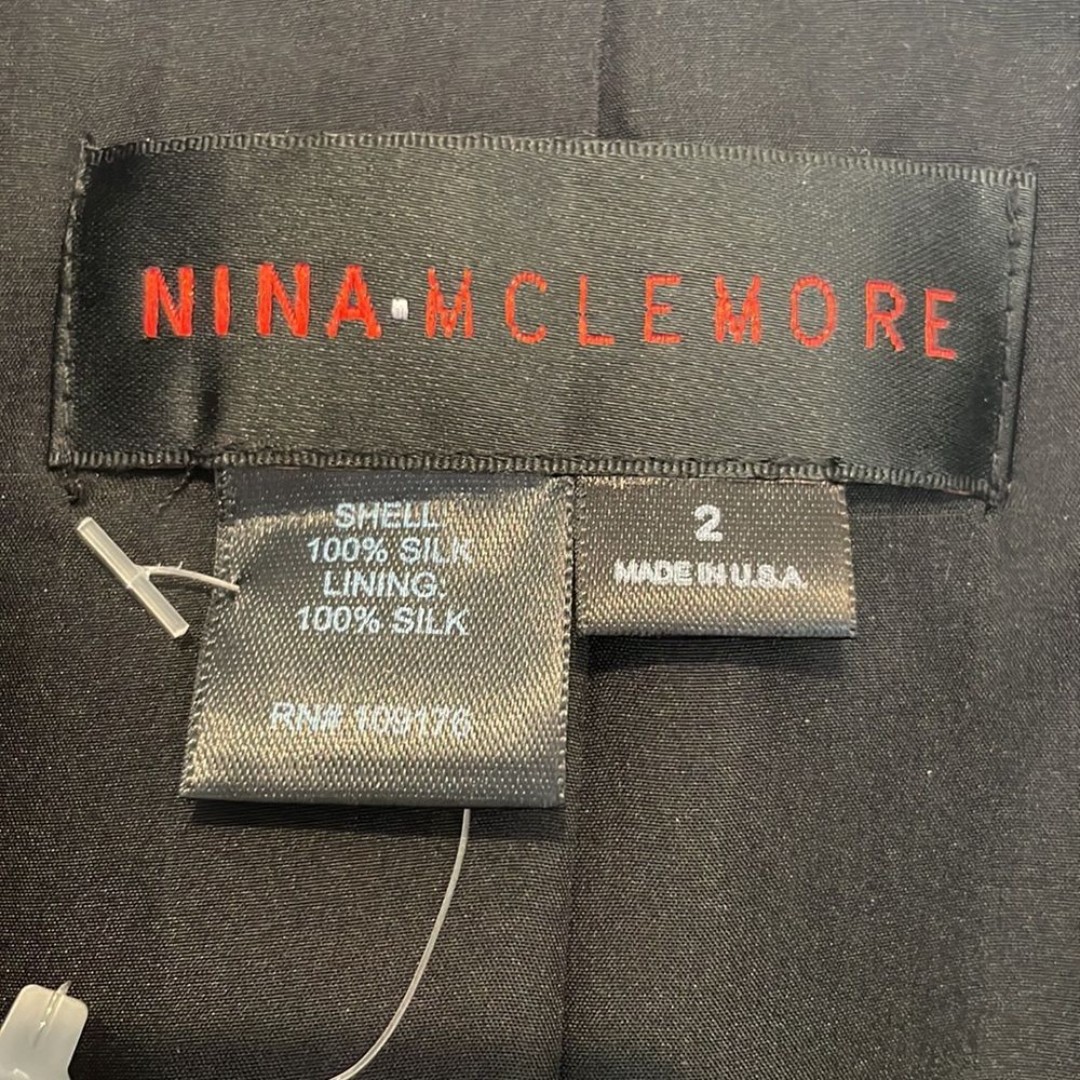 NINA·MCLEMORE
SHELL
100% SILK
LINING.
100% SILK
RN# 109176
2
MADE IN U.S.A.